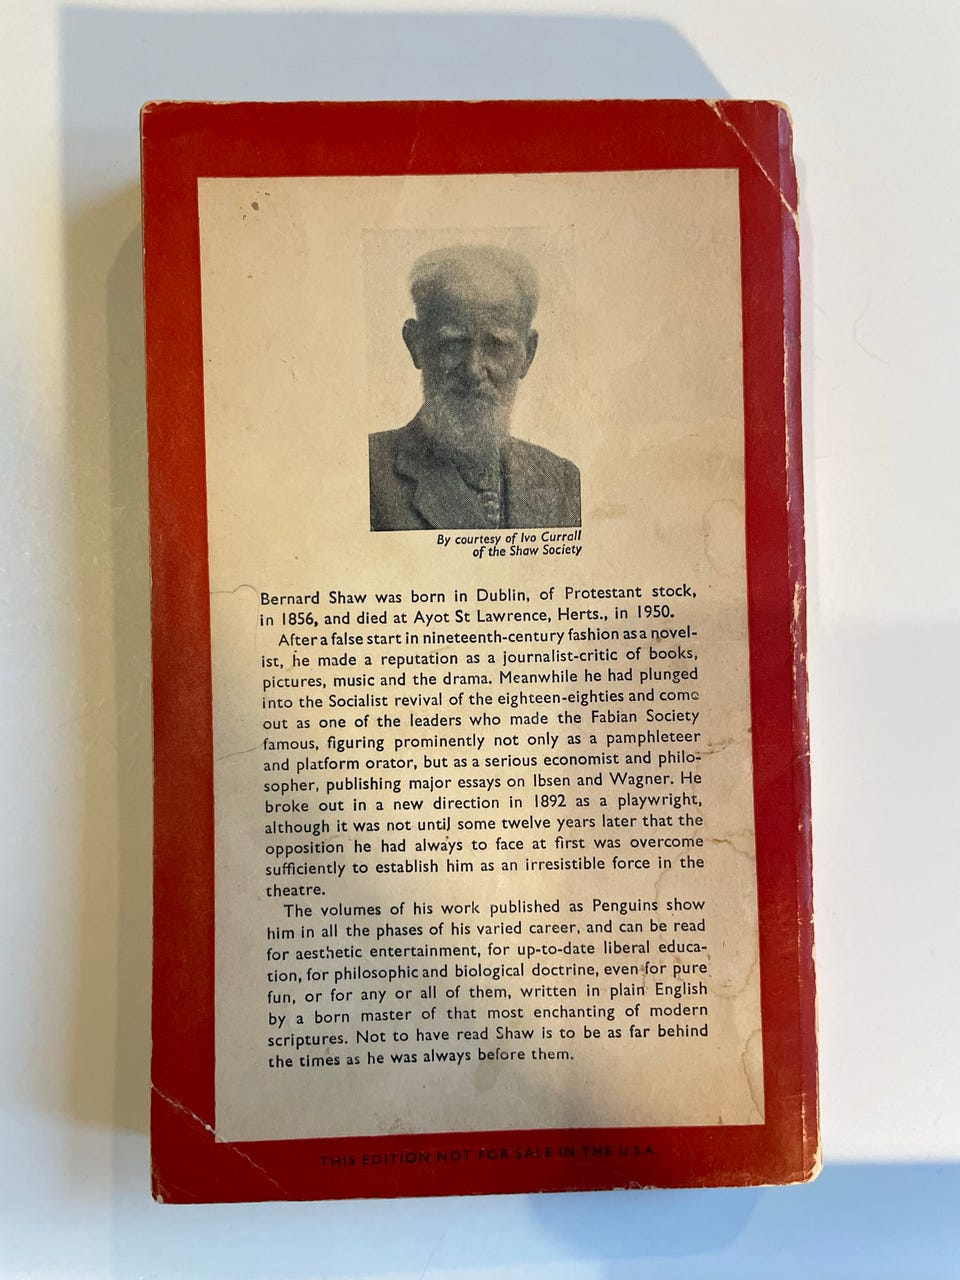 By courtesy of Ivo Currall
of the Shaw Society
Bernard Shaw was born in Dublin, of Protestant stock,
in 1856, and died at Ayot St Lawrence, Herts., in 1950.
After a false start in nineteenth-century fashion as a novel-
ist, he made a reputation as a journalist-critic of books,
pictures, music and the drama. Meanwhile he had plunged
into the Socialist revival of the eighteen-eighties and come
out as one of the leaders who made the Fabian Society
famous, figuring prominently not only as a pamphleteer
and platform orator, but as a serious economist and philo-
sopher, publishing major essays on Ibsen and Wagner. He
broke out in a new direction in 1892 as a playwright,
although it was not until some twelve years later that the
opposition he had always to face at first was overcome
sufficiently to establish him as an irresistible force in the
theatre.
The volumes of his work published as Penguins show
him in all the phases of his varied career, and can be read
for aesthetic entertainment, for up-to-date liberal educa-
tion, for philosophic and biological doctrine, even for pure
fun, or for any or all of them, written in plain English
by a born master of that most enchanting of modern
scriptures. Not to have read Shaw is to be as far behind
the times as he was always before them.
THIS EDITION NOT FOR SALE IN THE U.S.A.